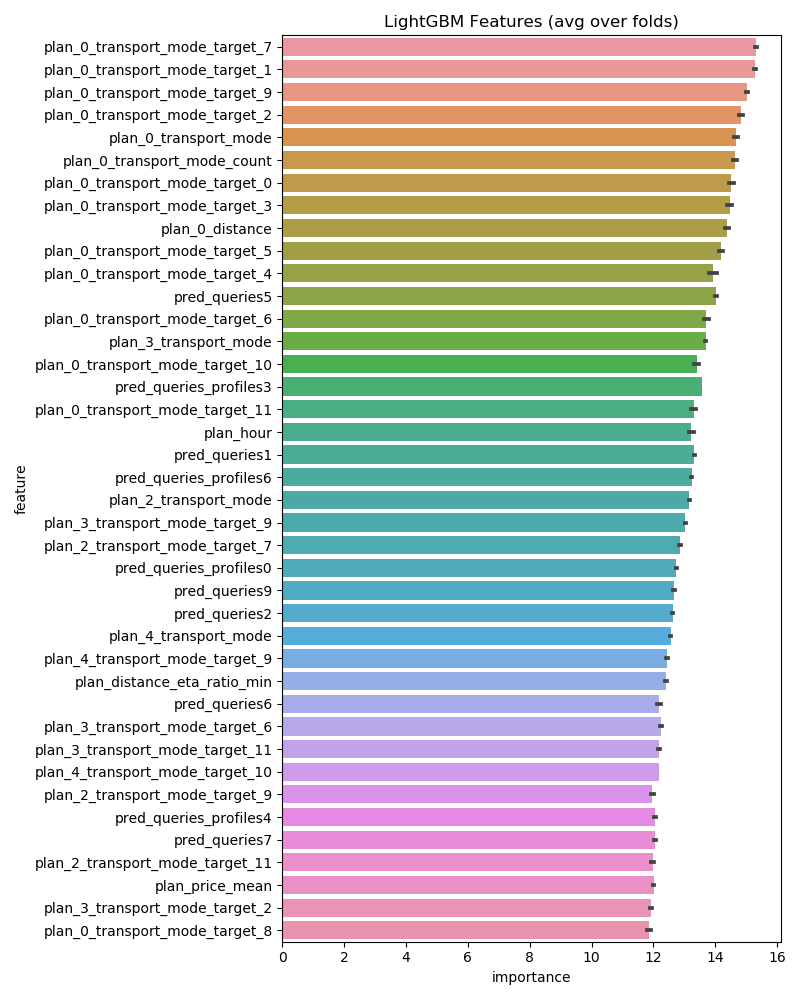 LightGBM Features (avg over folds)
plan_0_transport_mode_target_7
plan_0_transport_mode_target_1
plan_0_transport_mode_target_9
plan_0_transport_mode_target_2
plan_0_transport_mode
plan_0_transport_mode_count
plan_0_transport_mode_target_0
plan_0_transport_mode_target_3
plan_0_distance
plan_0_transport_mode_target_5
plan_0_transport_mode_target_4
pred_queries5
plan_0_transport_mode_target_6
plan_3_transport_mode
plan_0_transport_mode_target_10
pred_queries_profiles3
plan_0_transport_mode_target_11
plan_hour
pred_queries1
pred_queries_profiles6
plan_2_transport_mode
plan_3_transport_mode_target_9
plan_2_transport_mode_target_7
pred_queries_profiles0
pred_queries9
pred_queries2
plan_4_transport_mode
plan_4_transport_mode_target_9
plan_distance_eta_ratio_min
pred_queries6
plan_3_transport_mode_target_6
plan_3_transport_mode_target_11
plan_4_transport_mode_target_10
plan_2_transport_mode_target_9
pred_queries_profiles4
pred_queries7
plan_2_transport_mode_target_11
plan_price_mean
plan_3_transport_mode_target_2
plan_0_transport_mode_target_8
feature
0 2 4 6 8 10 12 14 16
importance